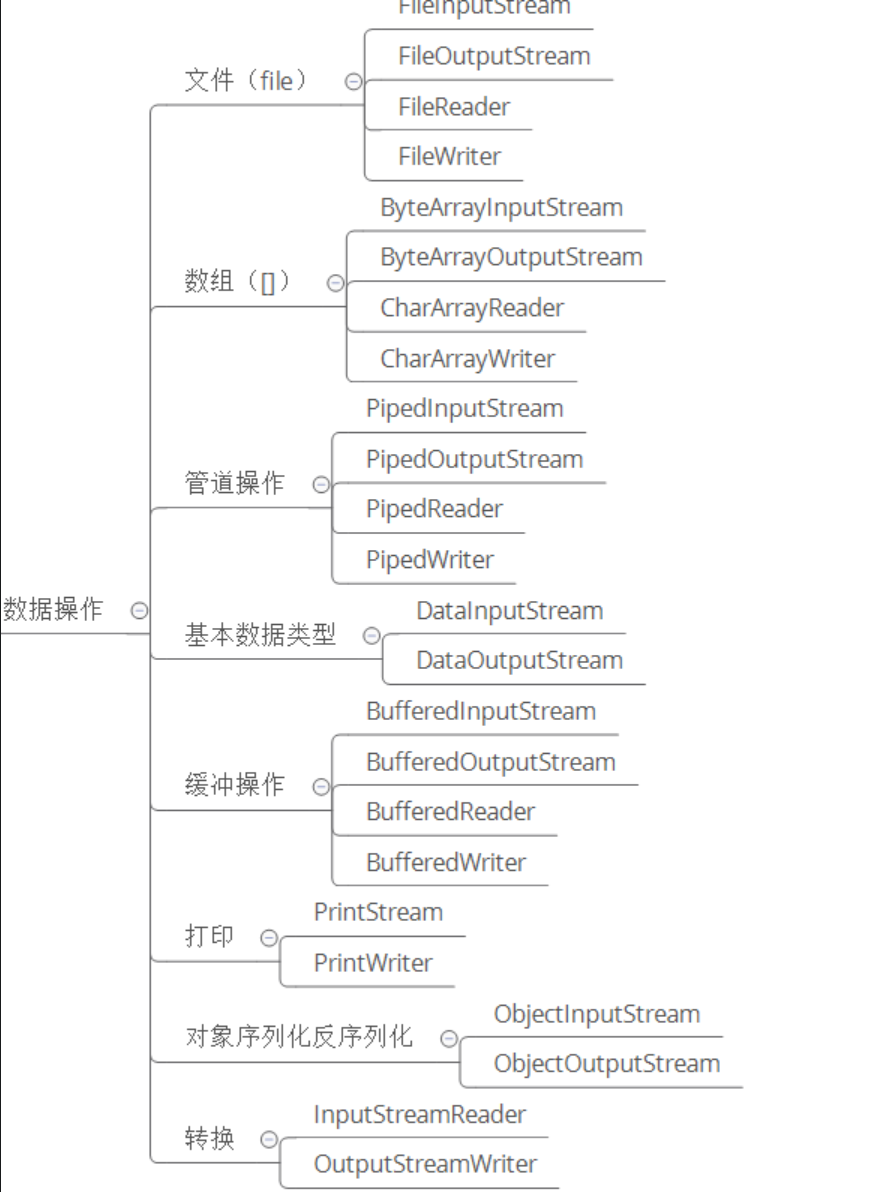 FileInputStream
FileOutputStream
文件（file）
FileReader
FileWriter
ByteArrayInputStream
ByteArrayOutputStream
数组（[]）
CharArrayReader
CharArrayWriter
PipedInputStream
PipedOutputStream
管道操作
PipedReader
PipedWriter
数据操作
DataInputStream
基本数据类型
DataOutputStream
BufferedInputStream
BufferedOutputStream
缓冲操作
BufferedReader
BufferedWriter
PrintStream
打印
PrintWriter
ObjectInputStream
对象序列化反序列化
ObjectOutputStream
InputStreamReader
转换
OutputStreamWriter